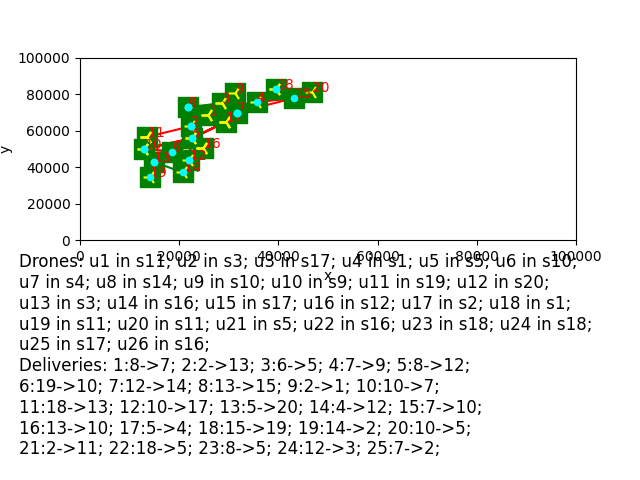 100000
80000
60000
40000
20000
0
y
0 20000 40000 60000 80000 100000
x
Drones: u1 in s11; u2 in s3; u3 in s17; u4 in s1; u5 in s5; u6 in s10;
u7 in s4; u8 in s14; u9 in s10; u10 in s9; u11 in s19; u12 in s20;
u13 in s3; u14 in s16; u15 in s17; u16 in s12; u17 in s2; u18 in s1;
u19 in s11; u20 in s11; u21 in s5; u22 in s16; u23 in s18; u24 in s18;
u25 in s17; u26 in s16;
Deliveries: 1:8->7; 2:2->13; 3:6->5; 4:7->9; 5:8->12;
6:19->10; 7:12->14; 8:13->15; 9:2->1; 10:10->7;
11:18->13; 12:10->17; 13:5->20; 14:4->12; 15:7->10;
16:13->10; 17:5->4; 18:15->19; 19:14->2; 20:10->5;
21:2->11; 22:18->5; 23:8->5; 24:12->3; 25:7->2;